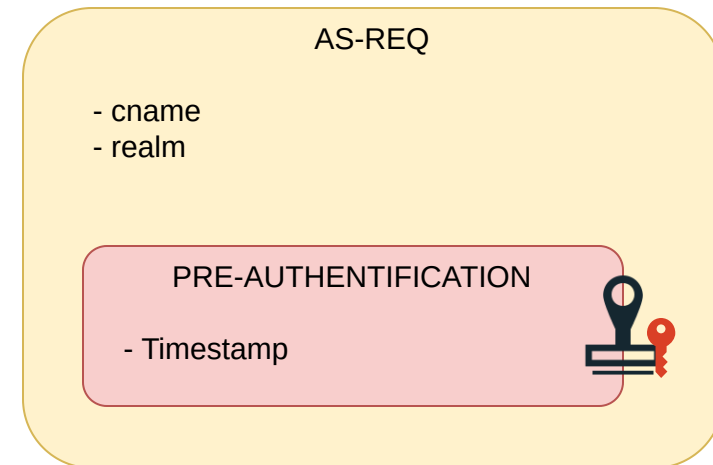 AS-REQ
- cname
- realm
PRE-AUTHENTIFICATION
- Timestamp